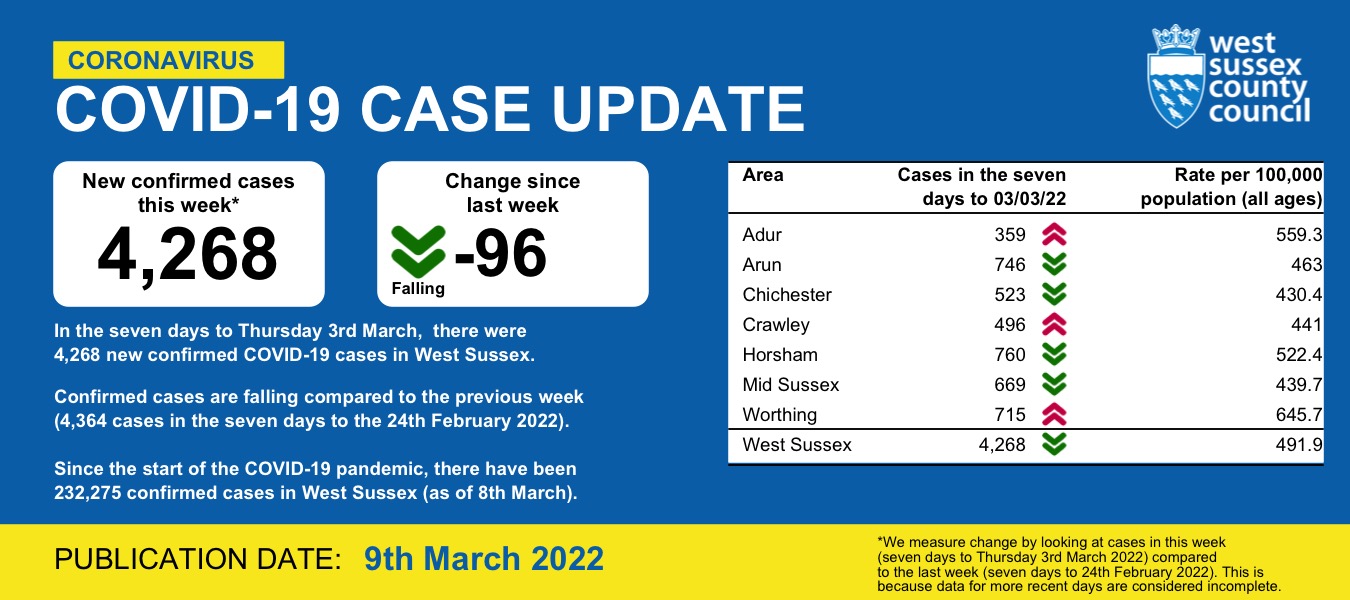 CORONAVIRUS
COVID-19 CASE UPDATE
west
sussex
county
council
New confirmed cases
this week*
4,268
Change since
last week
-96
Falling
In the seven days to Thursday 3rd March,  there were
4,268 new confirmed COVID-19 cases in West Sussex.
Confirmed cases are falling compared to the previous week
(4,364 cases in the seven days to the 24th February 2022).
Since the start of the COVID-19 pandemic, there have been
232,275 confirmed cases in West Sussex (as of 8th March).
Area Cases in the seven Rate per 100,000
days to 03/03/22 population (all ages)
Adur 359 559.3
Arun 746 463
Chichester 523 430.4
Crawley 496 441
Horsham 760 522.4
Mid Sussex 669 439.7
Worthing 715 645.7
West Sussex 4,268 491.9
PUBLICATION DATE: 9th March 2022
*We measure change by looking at cases in this week
(seven days to Thursday 3rd March 2022) compared
to the last week (seven days to 24th February 2022). This is
because data for more recent days are considered incomplete.